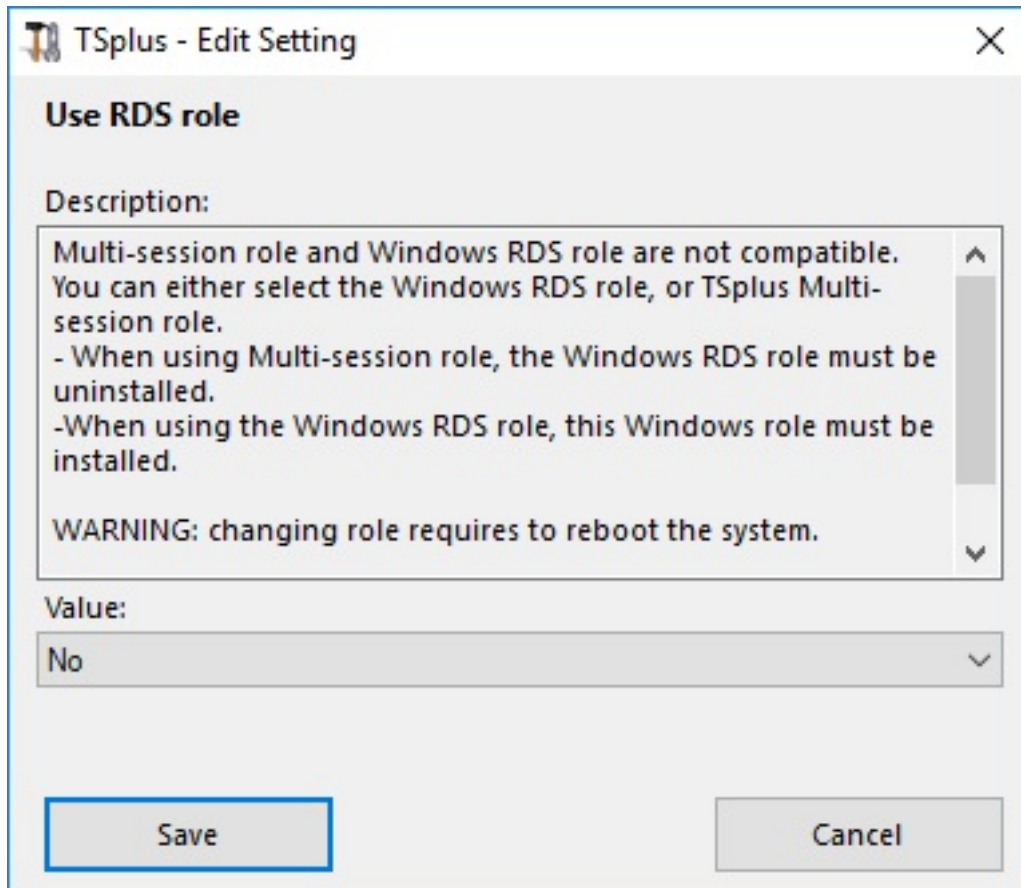 TSplus - Edit Setting
Use RDS role
Description:
Multi-session role and Windows RDS role are not compatible.
You can either select the Windows RDS role, or TSplus Multi-
session role.
- When using Multi-session role, the Windows RDS role must be
uninstalled.
-When using the Windows RDS role, this Windows role must be
installed.
WARNING: changing role requires to reboot the system.
Value:
No
Save
Cancel